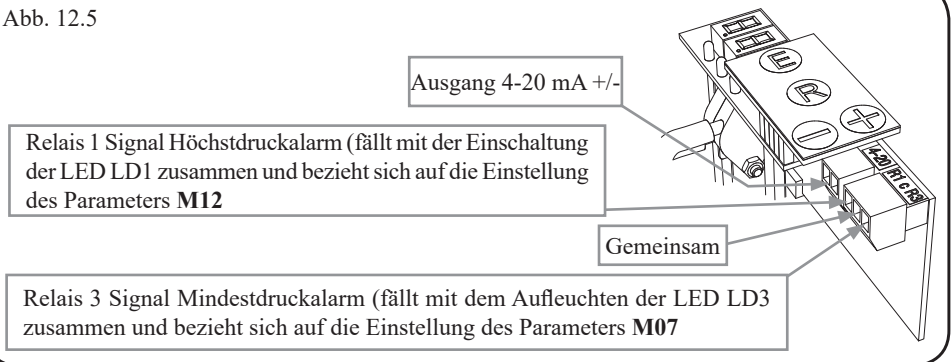 Abb. 12.5
Ausgang 4-20 mA +/-
Relais 1 Signal Höchstdruckalarm (fällt mit der Einschaltung
der LED LD1 zusammen und bezieht sich auf die Einstellung
des Parameters M12
Gemeinsam
Relais 3 Signal Mindestdruckalarm (fällt mit dem Aufleuchten der LED LD3
zusammen und bezieht sich auf die Einstellung des Parameters M07
E
R
4-20 R1 c R3